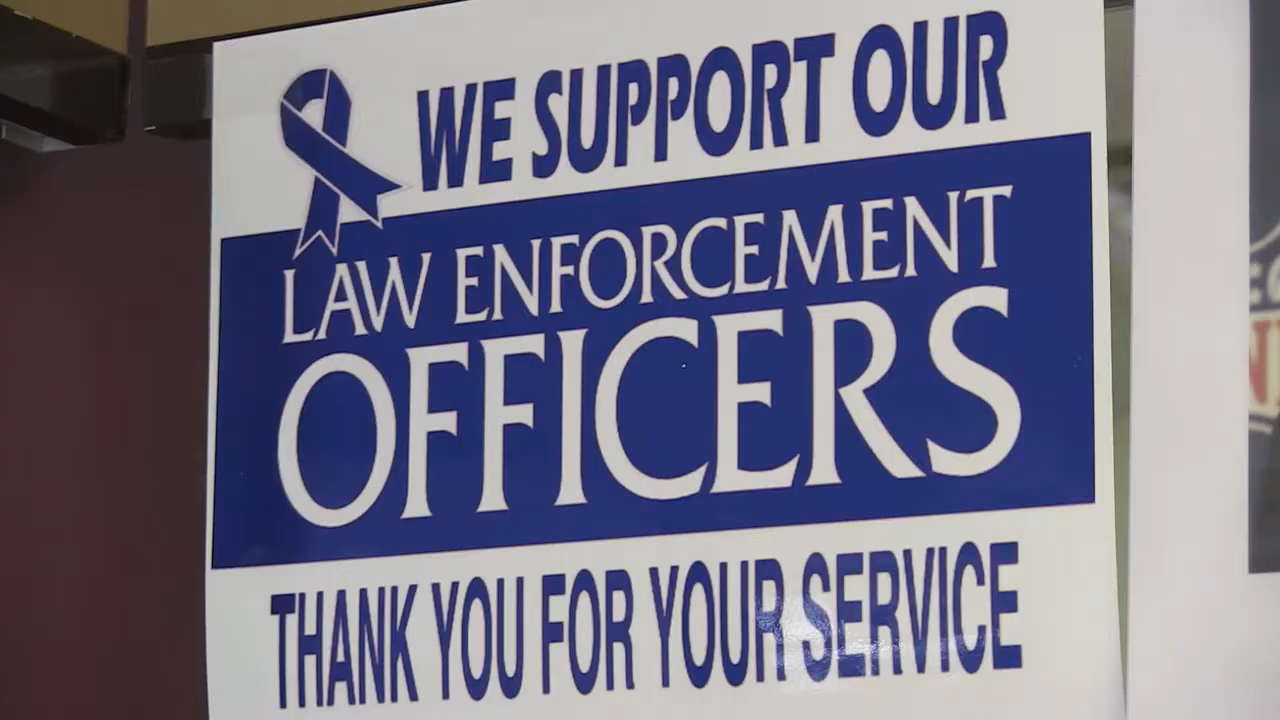 WE SUPPORT OUR
LAW ENFORCEMENT
OFFICERS
THANK YOU FOR YOUR SERVICE